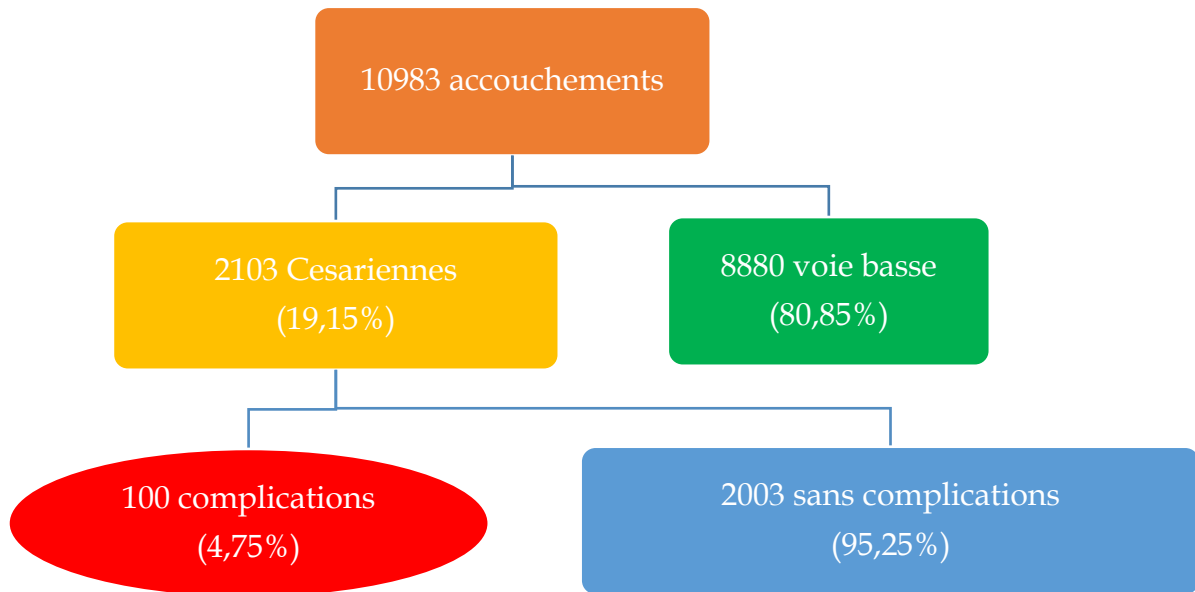 10983 accouchements
2103 Cesariennes
(19,15%)
8880 voie basse
(80,85%)
100 complications
(4,75%)
2003 sans complications
(95,25%)